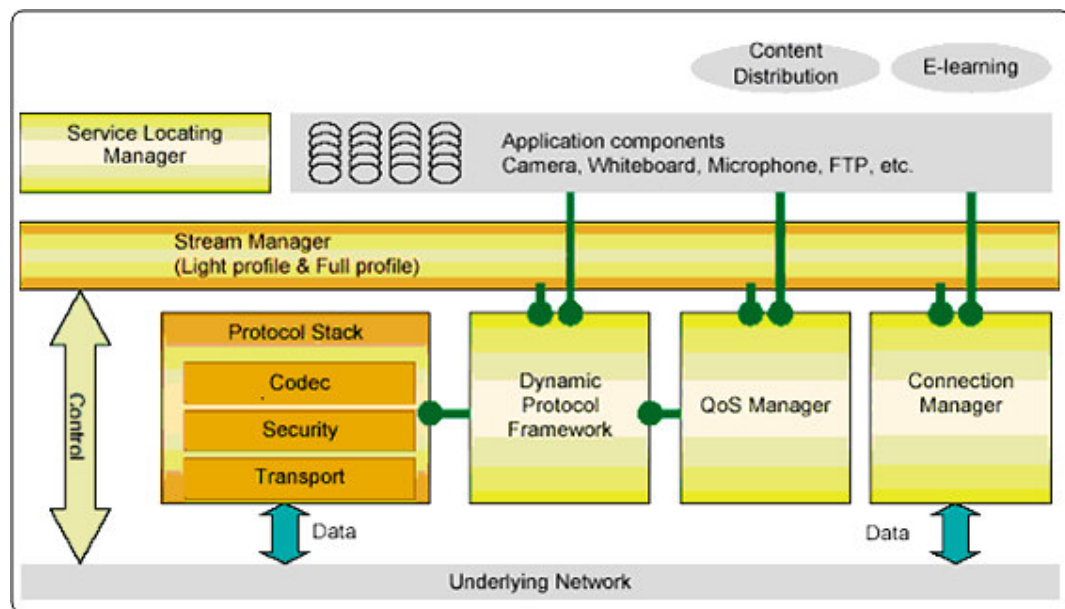 Content
Distribution
E-learning
Service Locating
Manager
Application components
Camera, Whiteboard, Microphone, FTP, etc.
Stream Manager
(Light profile & Full profile)
Control
Protocol Stack
Codec
Security
Transport
Dynamic
Protocol
Framework
QoS Manager
Connection
Manager
Data
Data
Underlying Network